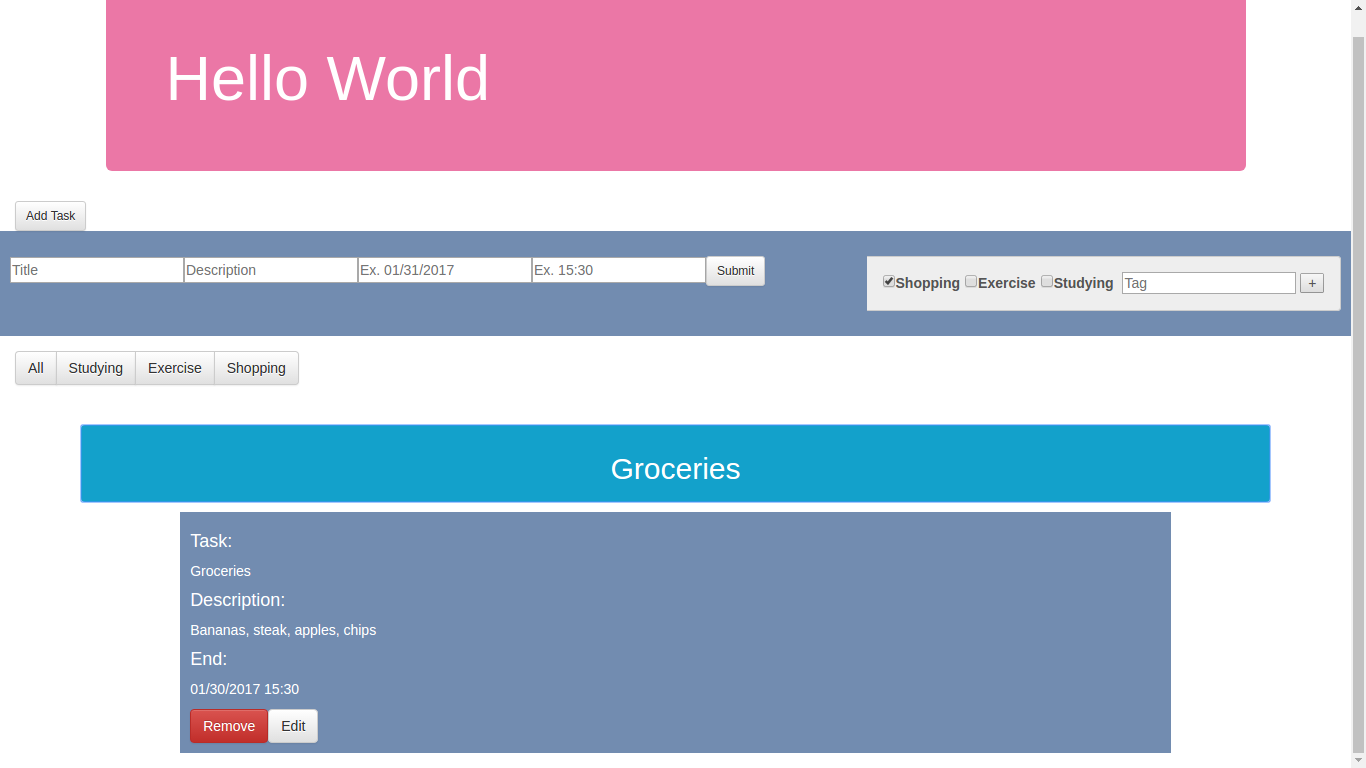 Hello World
Add Task
Title Description Ex. 01/31/2017 Ex. 15:30 Submit
Shopping Exercise Studying Tag +
All Studying Exercise Shopping
Groceries
Task:
Groceries
Description:
Bananas, steak, apples, chips
End:
01/30/2017 15:30
Remove Edit